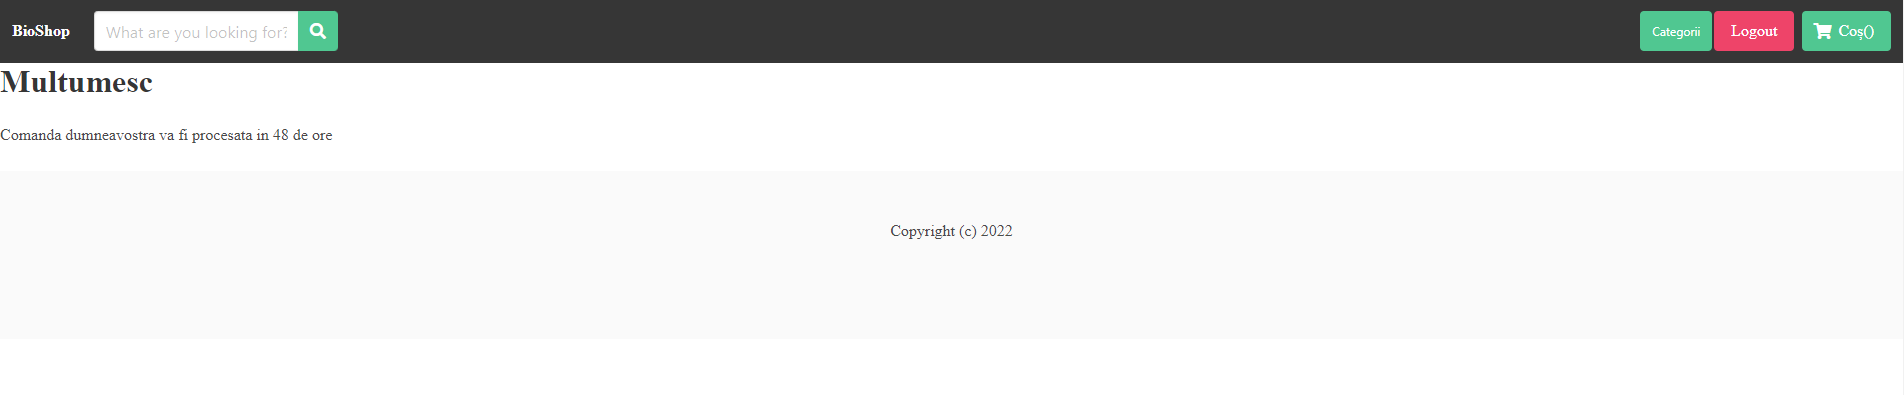 BioShop What are you looking for? Categorii Logout Coș()
Multumesc
Comanda dumneavostra va fi procesata in 48 de ore
Copyright (c) 2022